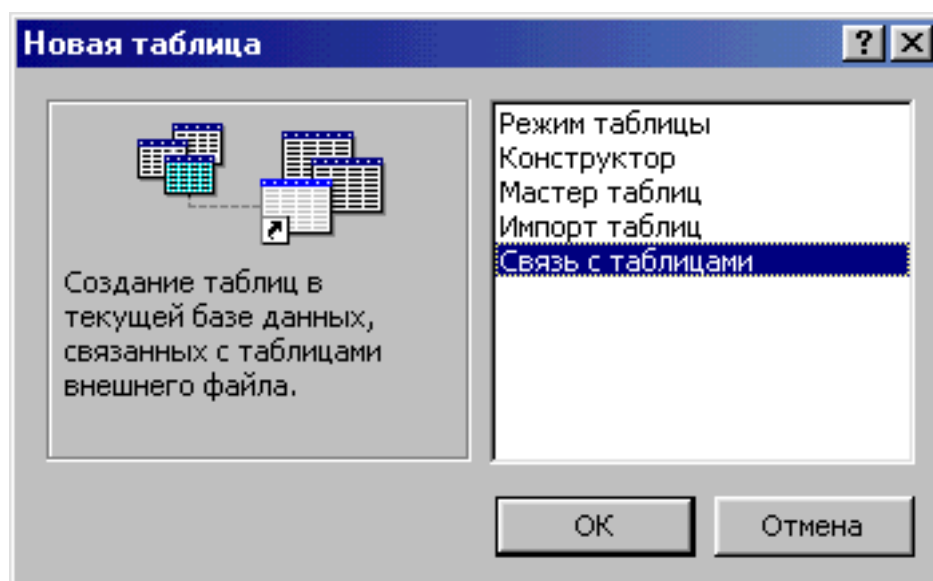 Новая таблица
Создание таблиц в
текущей базе данных,
связанных с таблицами
внешнего файла.
Режим таблицы
Конструктор
Мастер таблиц
Импорт таблиц
Связь с таблицами
ОК
Отмена